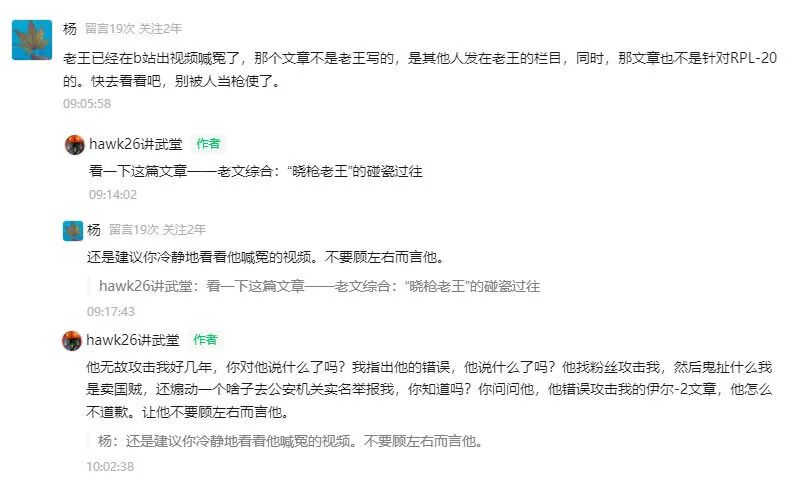 杨 留言19次 关注2年
老王已经在b站出视频喊冤了，那个文章不是老王写的，是其他人发在老王的栏目，同时，那文章也不是针对RPL-20
的。快去看看吧，别被人当枪使了。
09:05:58
hawk26讲武堂 作者
看一下这篇文章——老文综合：“晓枪老王”的碰瓷过往
09:14:02
杨 留言19次 关注2年
还是建议你冷静地看看他喊冤的视频。不要顾左右而言他。
hawk26讲武堂：看一下这篇文章——老文综合：“晓枪老王”的碰瓷过往
09:17:43
hawk26讲武堂 作者
他无故攻击我好几年，你对他说什么了吗？我指出他的错误，他说什么了吗？他找粉丝攻击我，然后鬼扯什么我
是卖国贼，还煽动一个啥子去公安机关实名举报我，你知道吗？你问问他，他错误攻击我的伊尔-2文章，他怎么
不道歉。让他不要顾左右而言他。
杨：还是建议你冷静地看看他喊冤的视频。不要顾左右而言他。
10:02:38